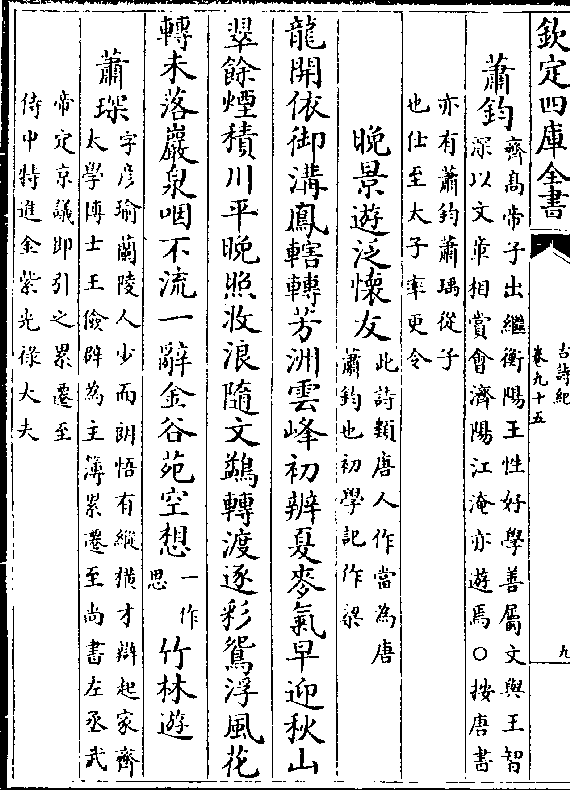 欽定四庫全書
古詩紀
卷九十五
九
蕭鈞
齊高帝子出繼衡陽王性好學善屬文與王智
深以文章相賞會濟陽江淹亦遊焉○按唐書
亦有蕭鈞蕭瑀從子
也仕至太子率更令
晚景遊泛懷友
此詩類唐人作當為唐
蕭鈞也初學記作梁
龍開依御溝鳳轄轉芳洲雲峰初辨夏麥氣早迎秋山
翠餘煙積川平晚照收浪隨文鷁轉渡逐彩鴛浮風花
轉未落巖泉咽不流一辭金谷苑空想
一作
思
竹林遊
蕭琛
字彥瑜蘭陵人少而朗悟有縱橫才辯起家齊
太學博士王儉辟為主簿累遷至尚書左丞武
帝定京議即引之累遷至
侍中特進金紫光祿大夫